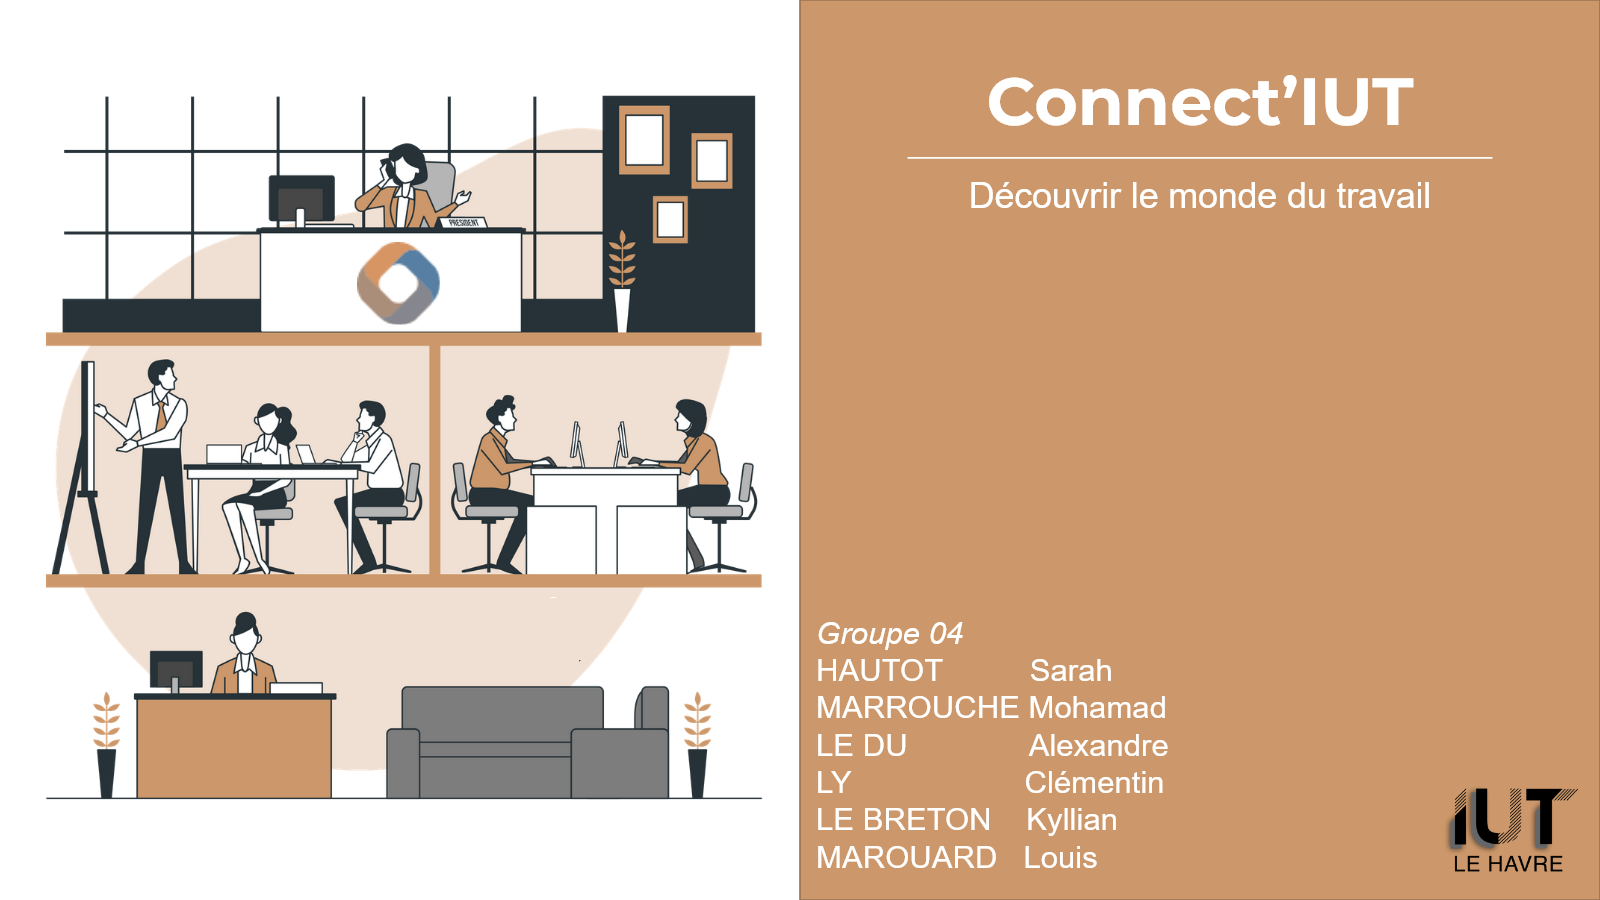 Connect’IUT
Découvrir le monde du travail
PRESIDENT
Groupe 04
HAUTOT Sarah
MARROUCHE Mohamad
LE DU Alexandre
LY Clémentin
LE BRETON Kyllian
MAROUARD Louis
IUT
LE HAVRE